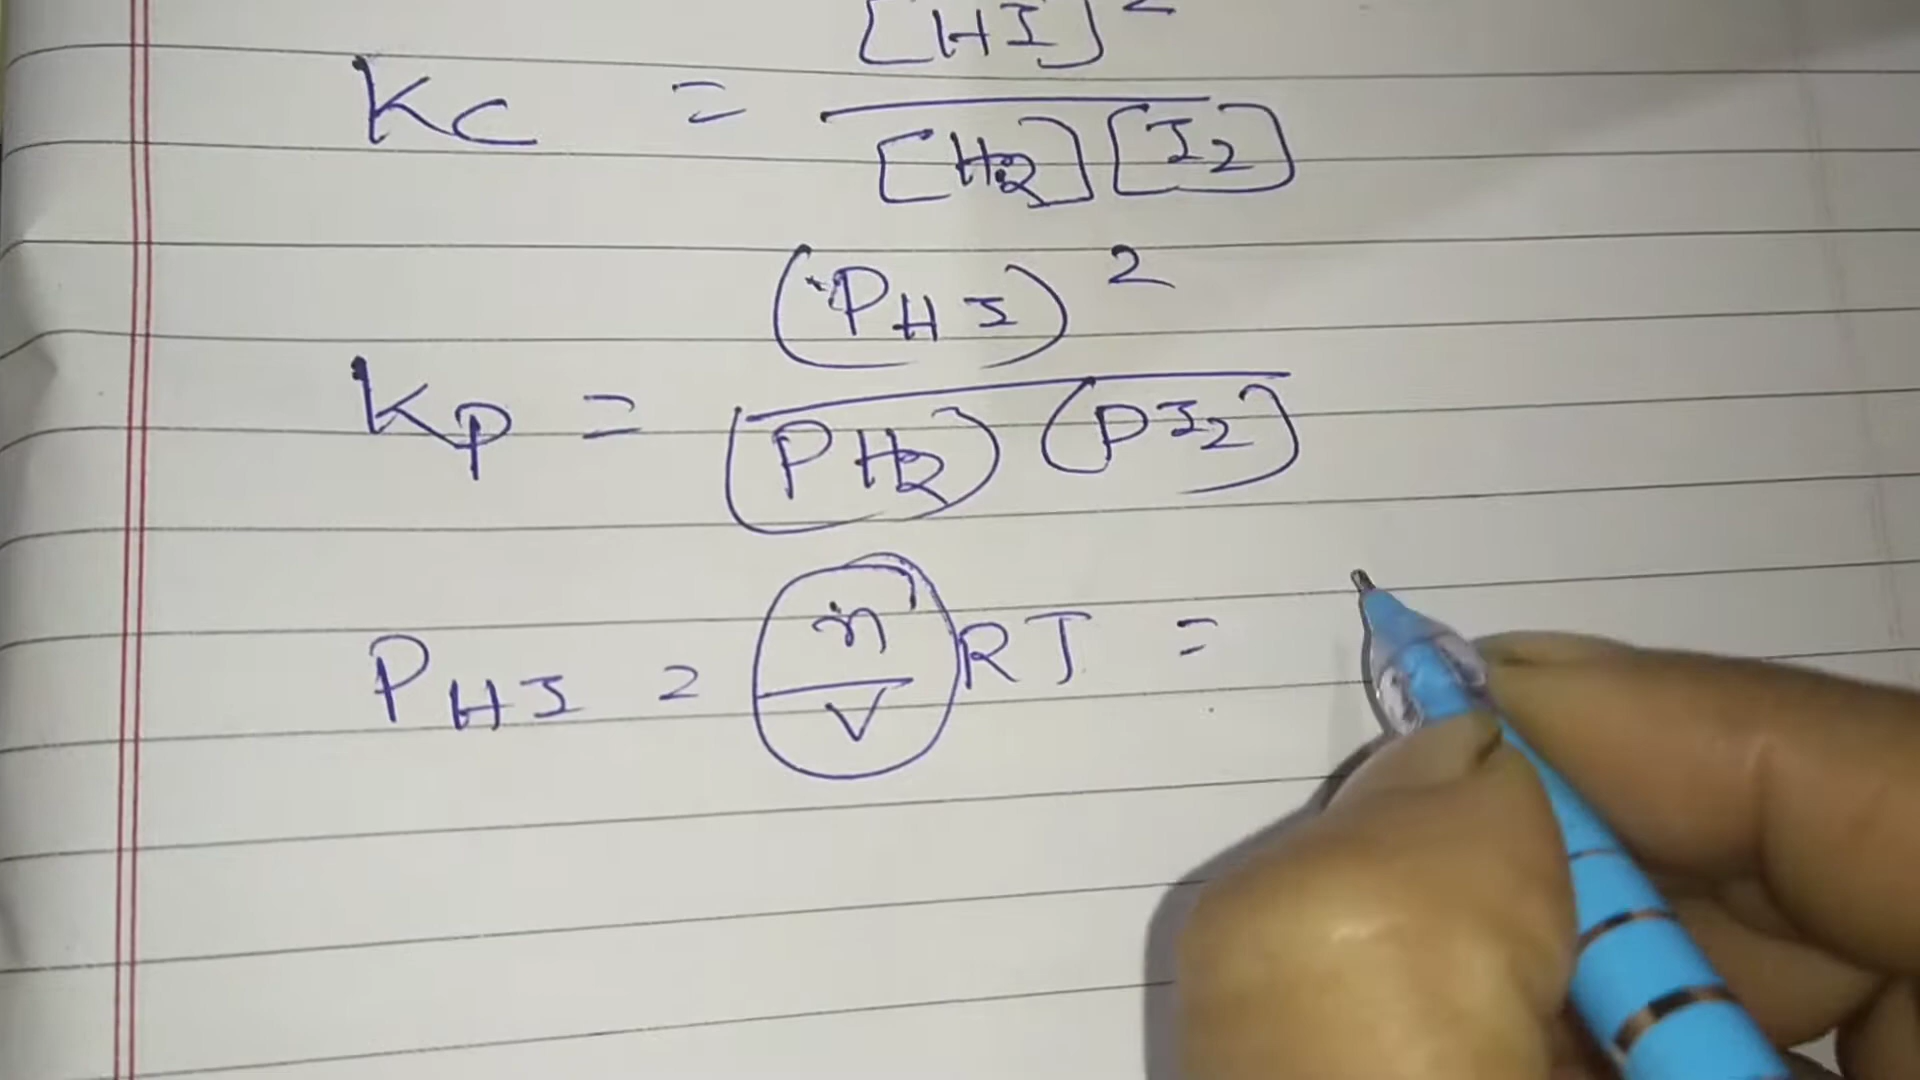 [HI]²
Kc = ―――
[H₂] [I₂]
(PHI)²
Kp = ―――
(PH₂) (PI₂)
PHI = (n/V) RT =